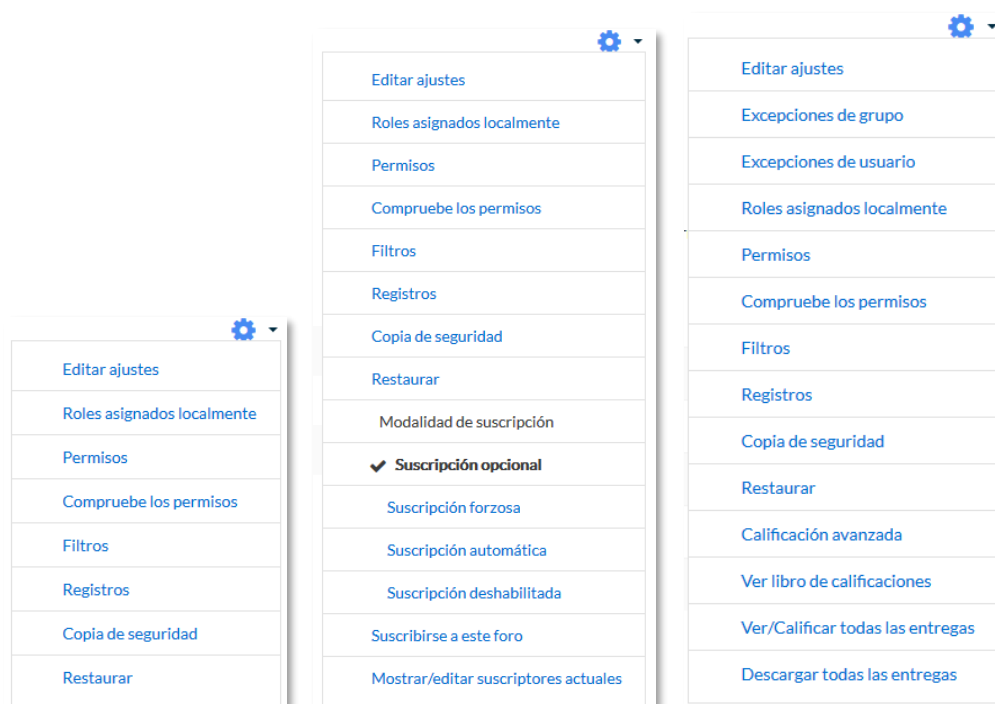 Editar ajustes
Roles asignados localmente
Permisos
Compruebe los permisos
Filtros
Registros
Copia de seguridad
Restaurar
Editar ajustes
Roles asignados localmente
Permisos
Compruebe los permisos
Filtros
Registros
Copia de seguridad
Restaurar
Modalidad de suscripción
Suscripción opcional
Suscripción forzosa
Suscripción automática
Suscripción deshabilitada
Suscribirse a este foro
Mostrar/editar suscriptores actuales
Editar ajustes
Excepciones de grupo
Excepciones de usuario
Roles asignados localmente
Permisos
Compruebe los permisos
Filtros
Registros
Copia de seguridad
Restaurar
Calificación avanzada
Ver libro de calificaciones
Ver/Calificar todas las entregas
Descargar todas las entregas